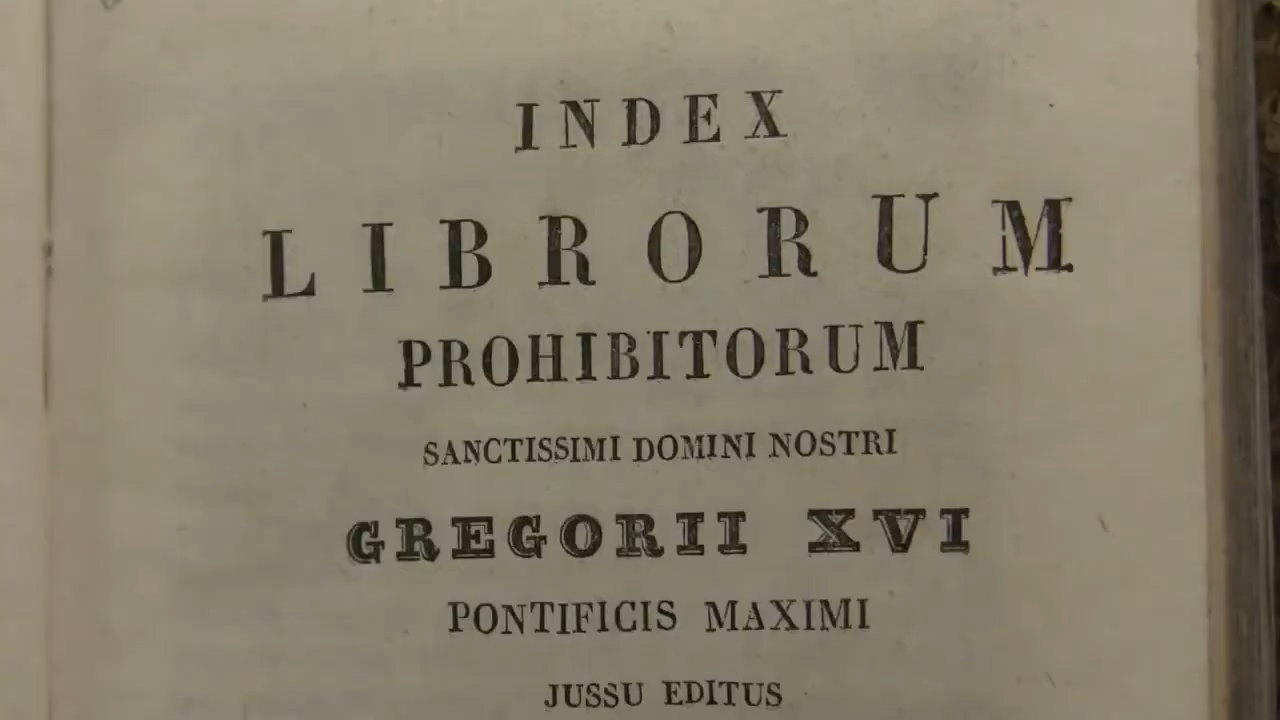 INDEX
LIBRORUM
PROHIBITORUM
SANCTISSIMI DOMINI NOSTRI
GREGORII XVI
PONTIFICIS MAXIMI
JUSSU EDITUS